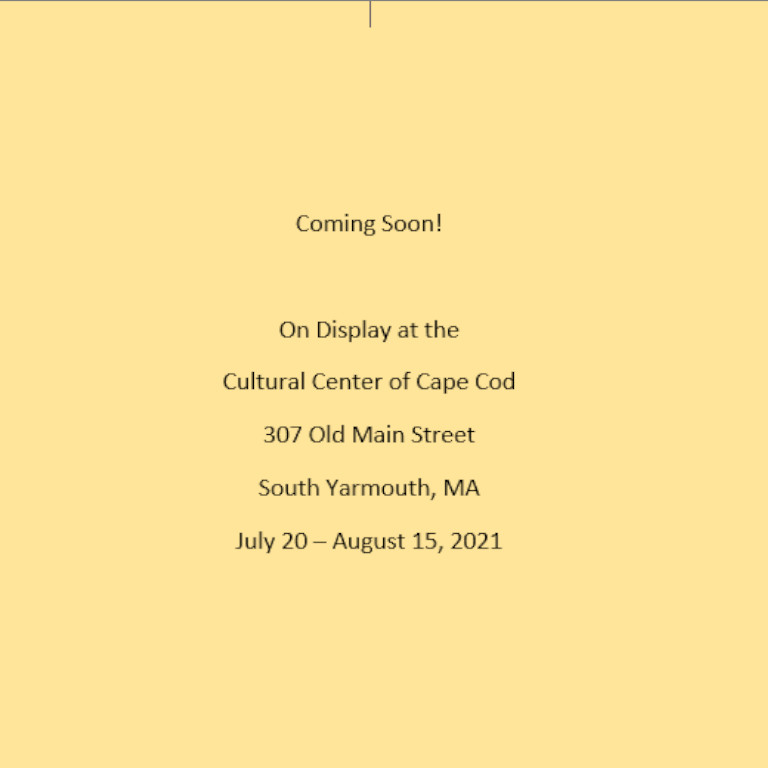 Coming Soon!
On Display at the
Cultural Center of Cape Cod
307 Old Main Street
South Yarmouth, MA
July 20 – August 15, 2021